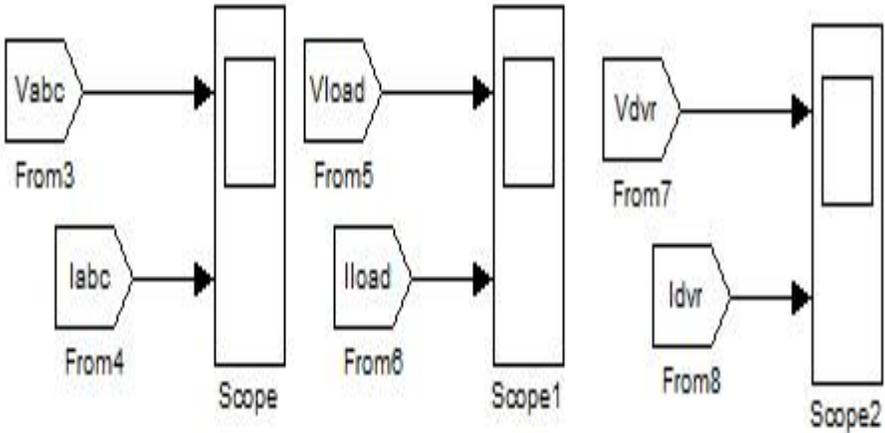 Vabc
From3
Iabc
From4
Scope
Vload
From5
Iload
From6
Scope1
Vdvr
From7
Idvr
From8
Scope2